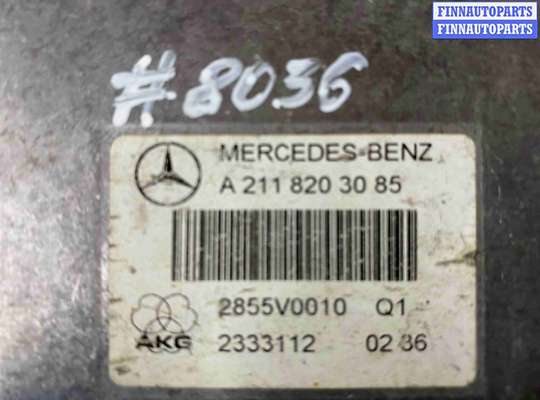 FINNAUTOPARTS
FINNAUTOPARTS
#8036
MERCEDES-BENZ
A 211 820 30 85
2855V0010 Q1
AKG
2333112 02 36